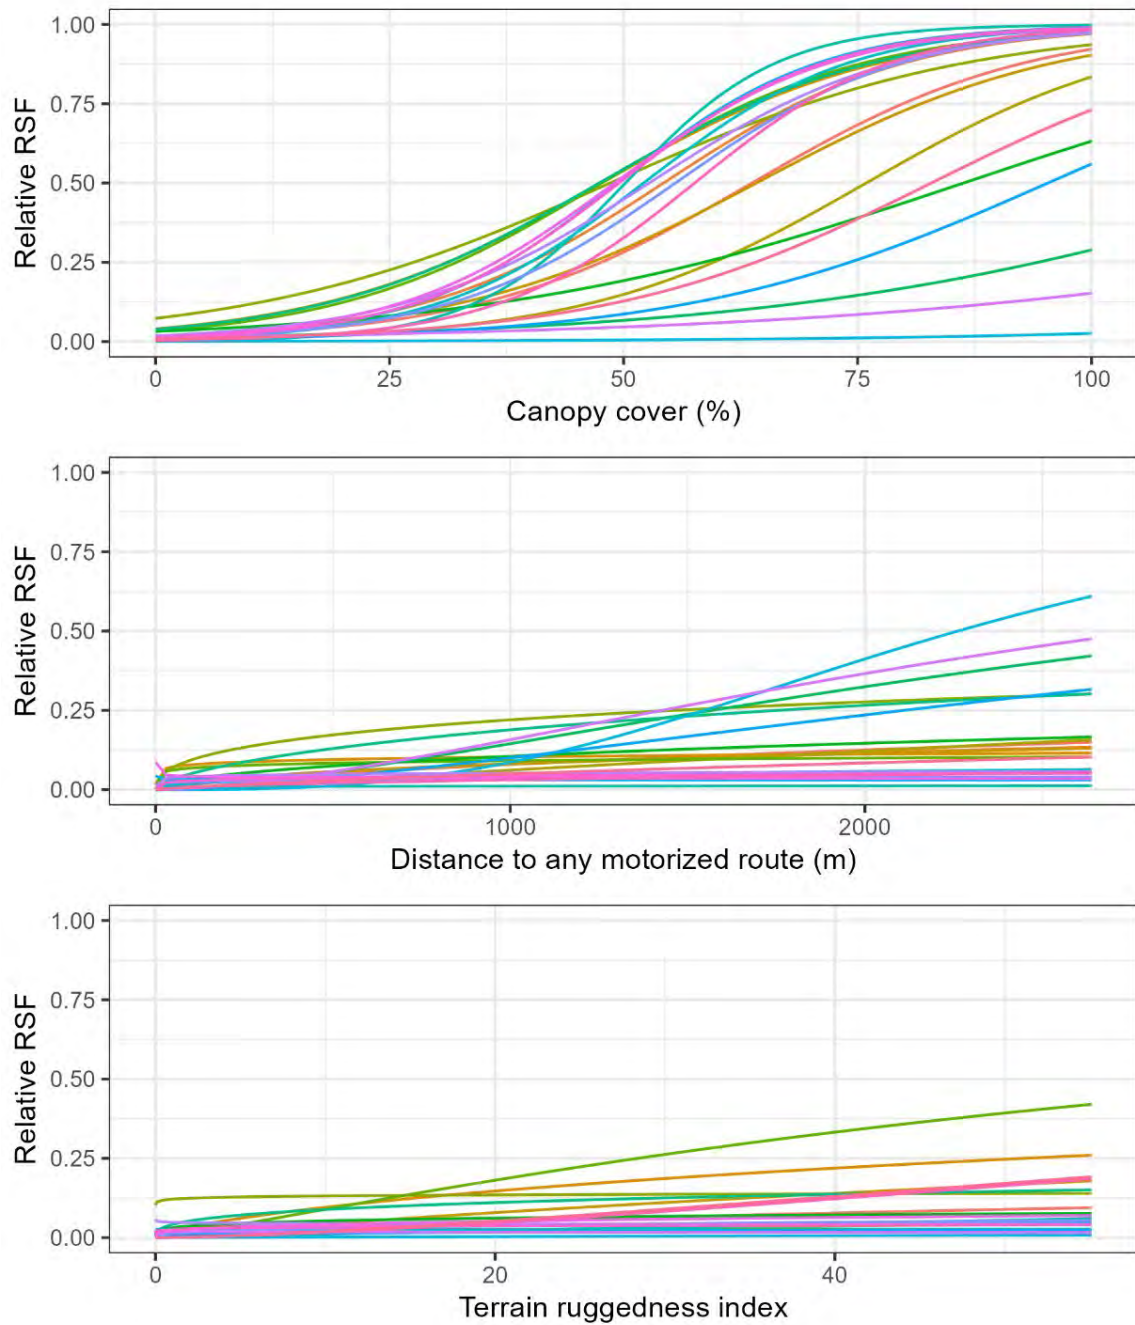 1.00
0.75
0.50
0.25
0.00
Relative RSF
0 25 50 75 100
Canopy cover (%)
1.00
0.75
0.50
0.25
0.00
Relative RSF
0 1000 2000
Distance to any motorized route (m)
1.00
0.75
0.50
0.25
0.00
Relative RSF
0 20 40
Terrain ruggedness index